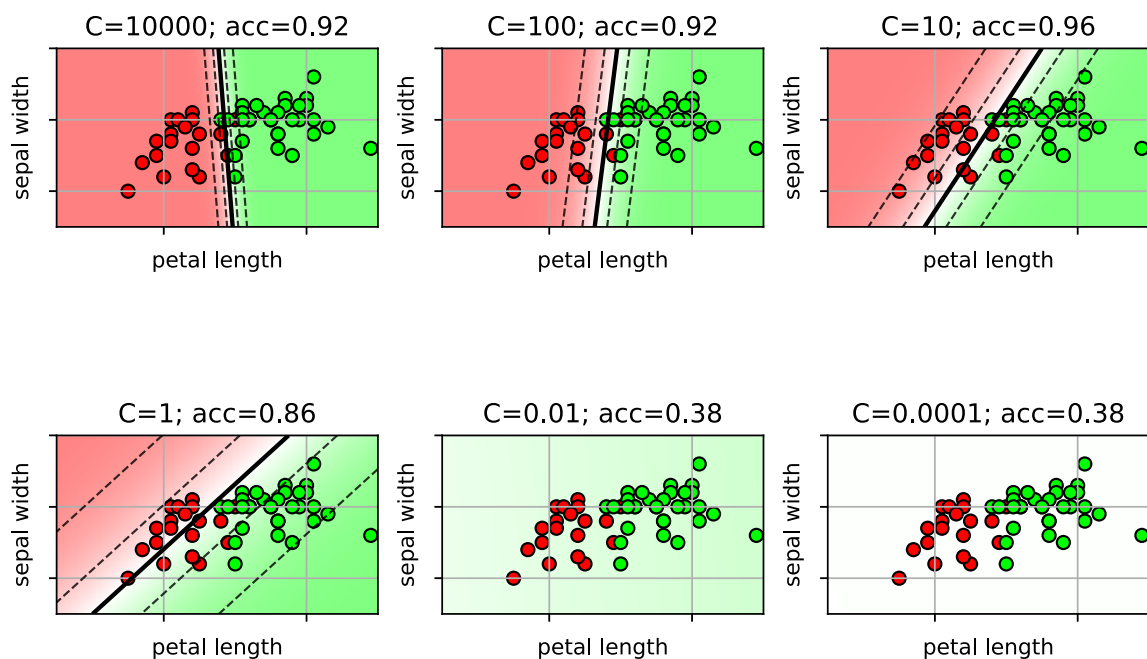 C=10000; acc=0.92
sepal width
petal length
C=100; acc=0.92
sepal width
petal length
C=10; acc=0.96
sepal width
petal length
C=1; acc=0.86
sepal width
petal length
C=0.01; acc=0.38
sepal width
petal length
C=0.0001; acc=0.38
sepal width
petal length